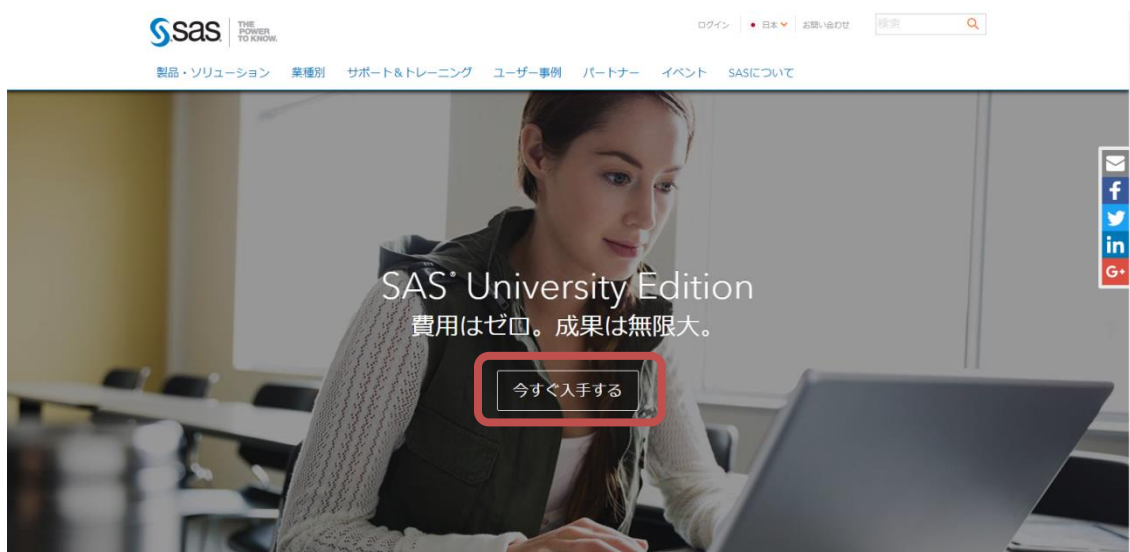 sas THE POWER TO KNOW.
ログイン 日本 お問い合わせ 検索
製品・ソリューション 業種別 サポート＆トレーニング ユーザー事例 パートナー イベント SASについて
SAS® University Edition
費用はゼロ。成果は無限大。
今すぐ入手する
f
in
G+